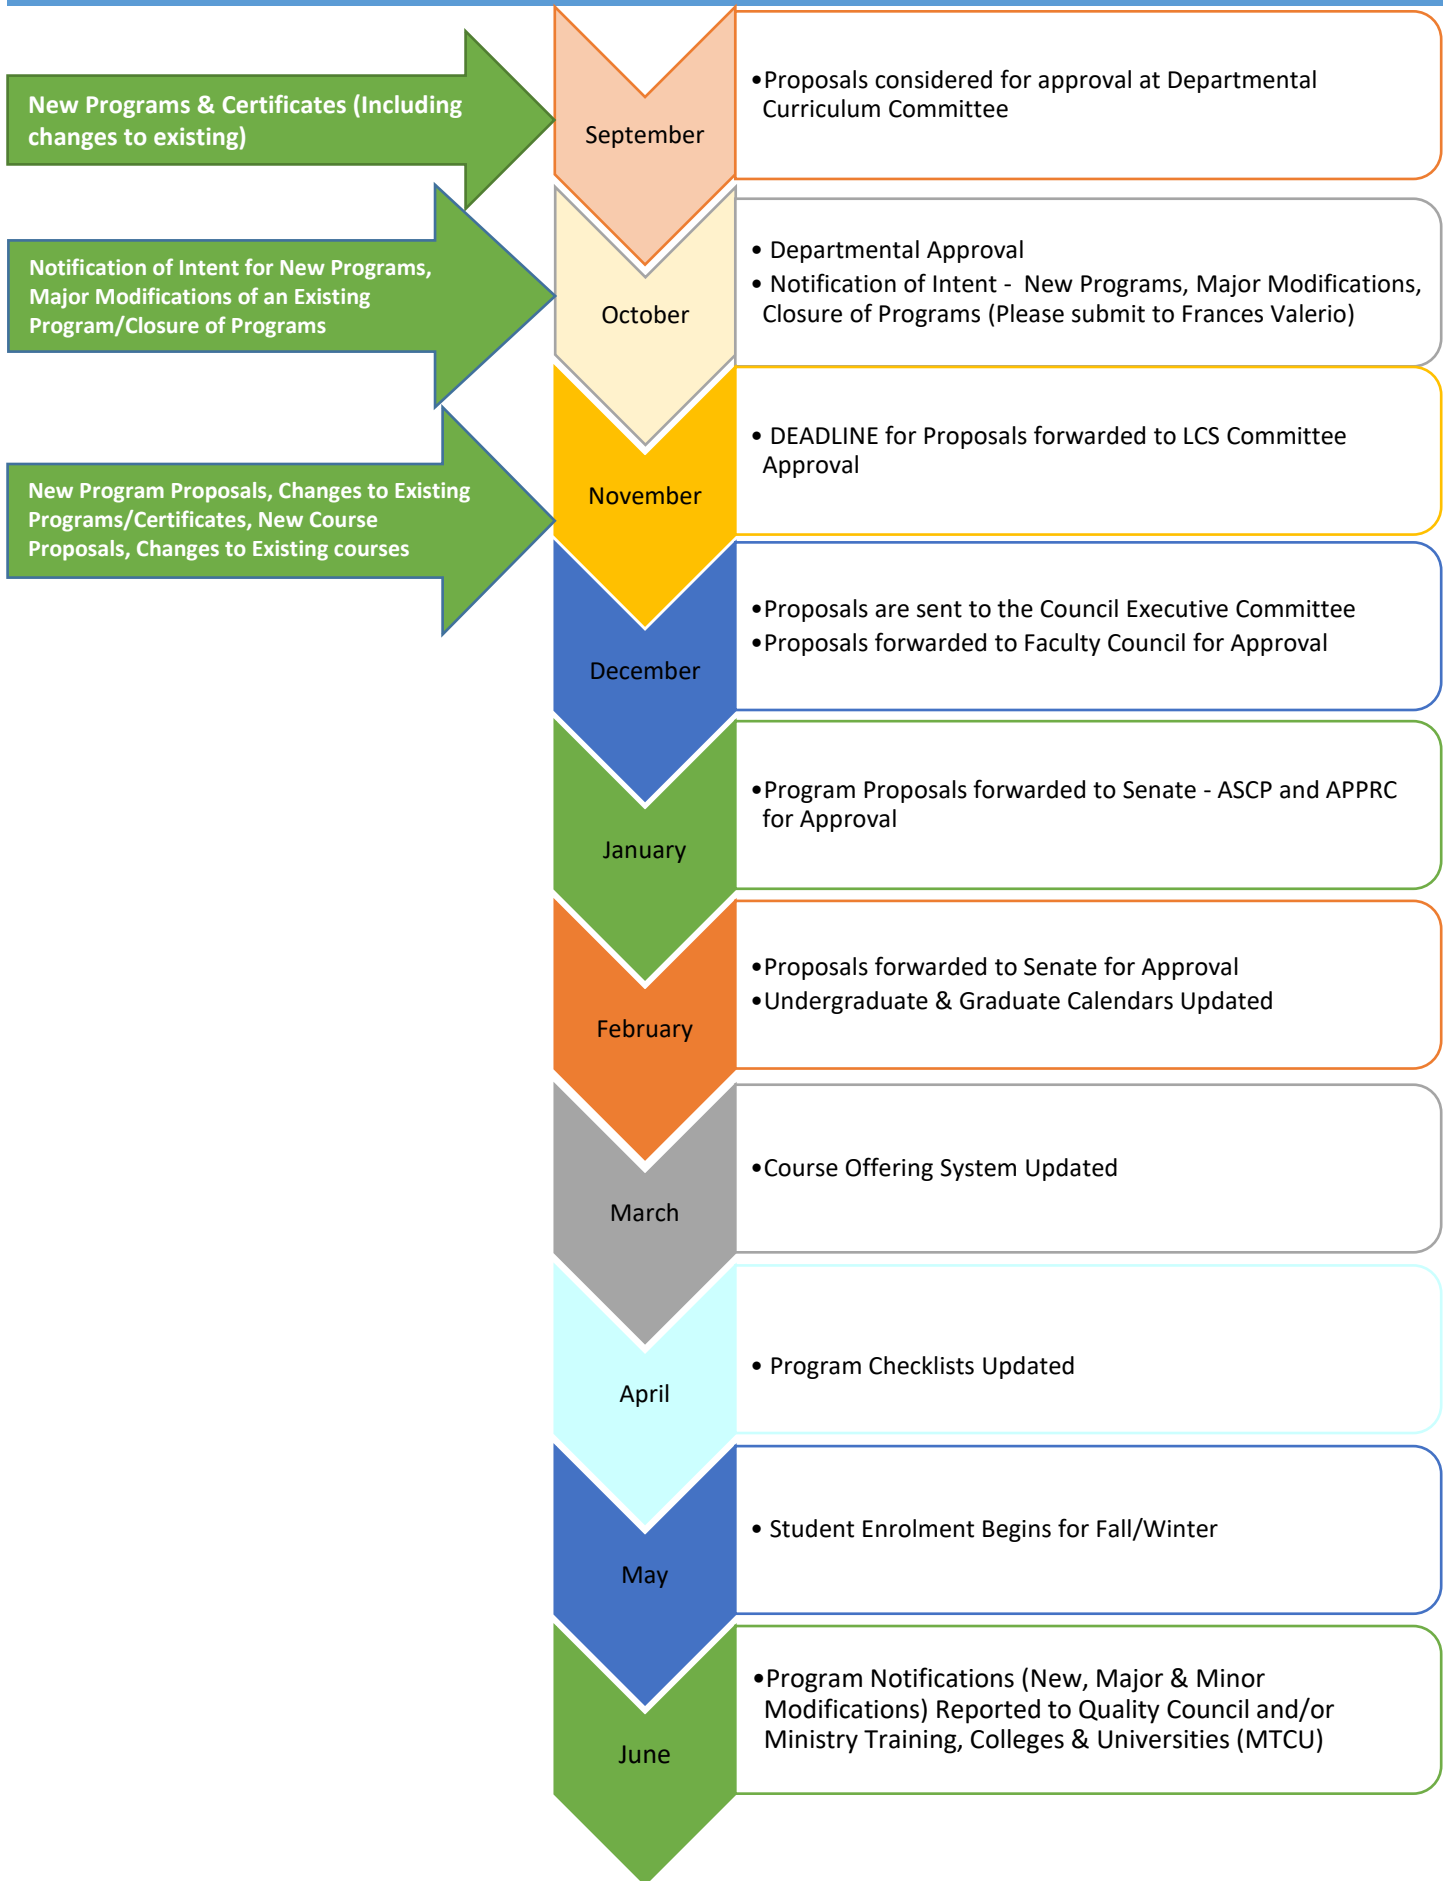 New Programs & Certificates (Including
changes to existing)
September
•Proposals considered for approval at Departmental
Curriculum Committee
Notification of Intent for New Programs,
Major Modifications of an Existing
Program/Closure of Programs
October
• Departmental Approval
• Notification of Intent - New Programs, Major Modifications,
Closure of Programs (Please submit to Frances Valerio)
New Program Proposals, Changes to Existing
Programs/Certificates, New Course
Proposals, Changes to Existing courses
November
• DEADLINE for Proposals forwarded to LCS Committee
Approval
December
•Proposals are sent to the Council Executive Committee
•Proposals forwarded to Faculty Council for Approval
January
•Program Proposals forwarded to Senate - ASCP and APPRC
for Approval
February
•Proposals forwarded to Senate for Approval
•Undergraduate & Graduate Calendars Updated
March
•Course Offering System Updated
April
• Program Checklists Updated
May
• Student Enrolment Begins for Fall/Winter
June
•Program Notifications (New, Major & Minor
Modifications) Reported to Quality Council and/or
Ministry Training, Colleges & Universities (MTCU)